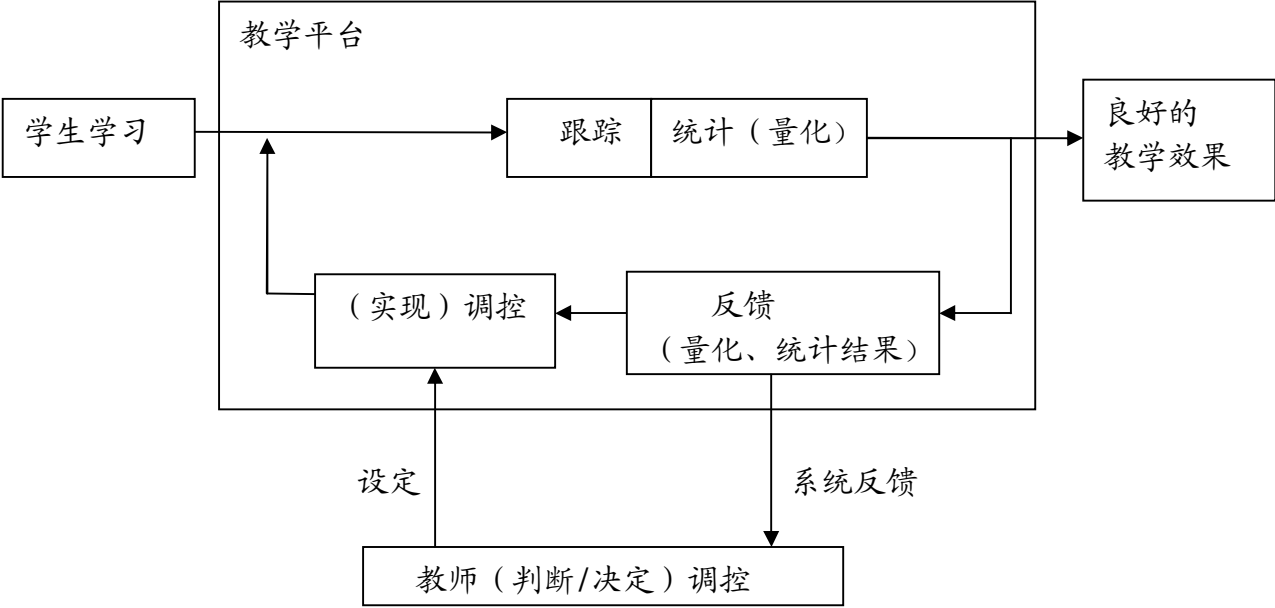 教学平台
学生学习
跟踪
统计（量化）
良好的
教学效果
（实现）调控
反馈
（量化、统计结果）
设定
系统反馈
教师（判断/决定）调控